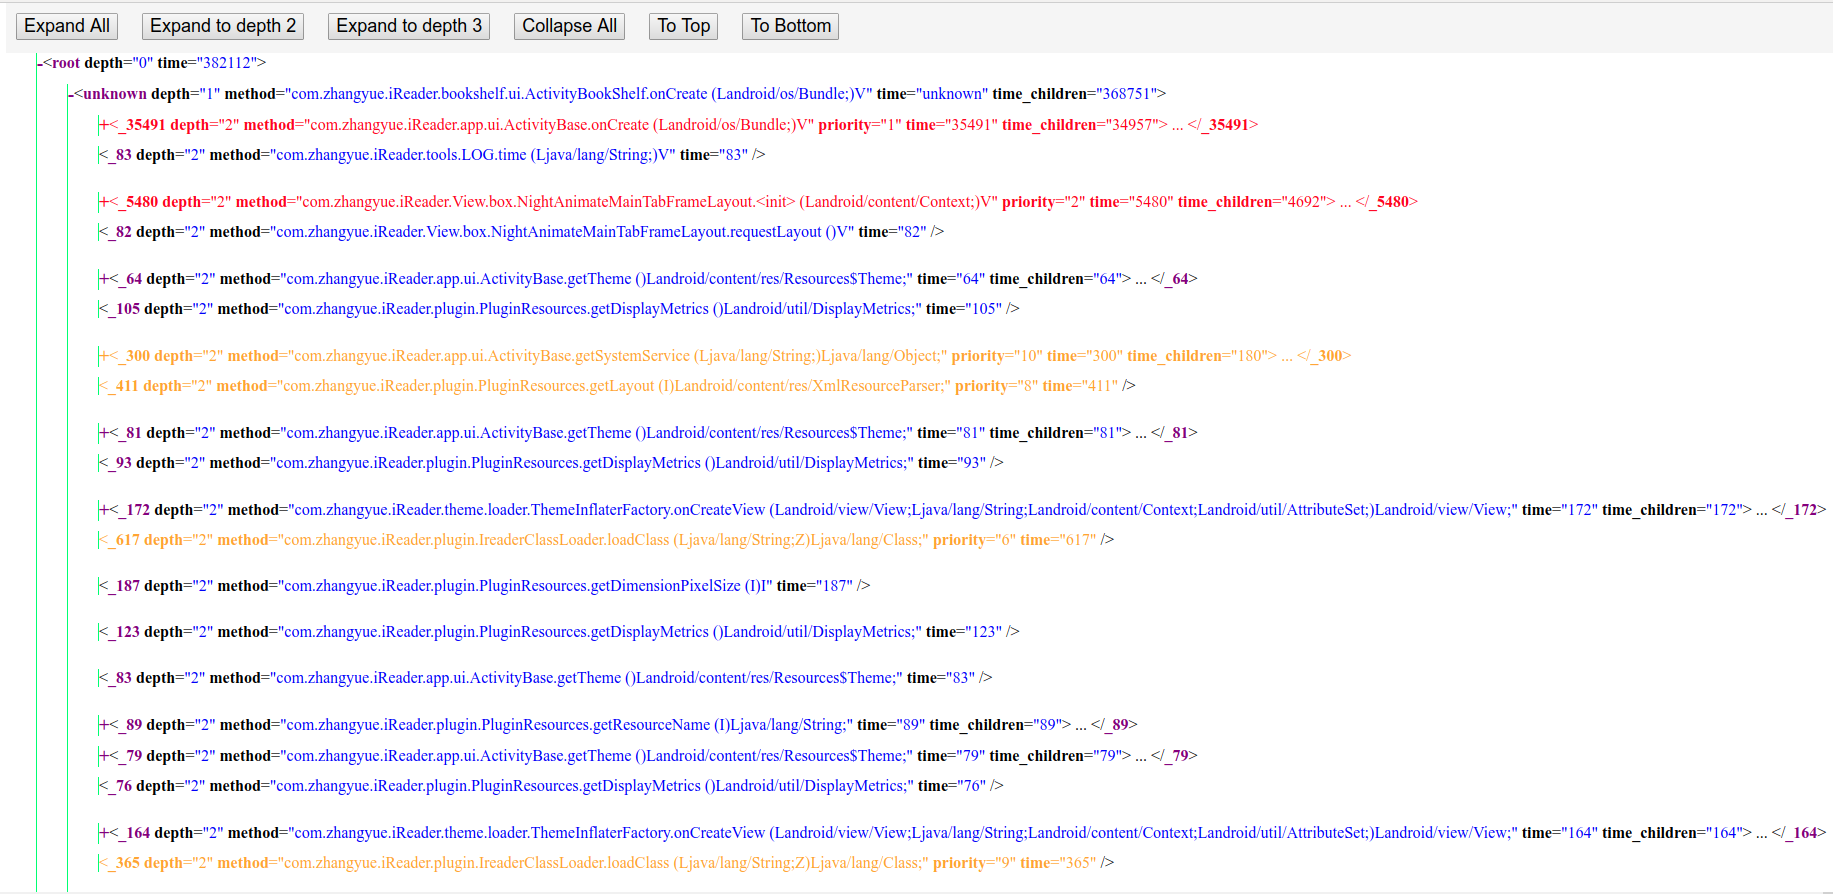 Expand All Expand to depth 2 Expand to depth 3 Collapse All To Top To Bottom
-<root depth="0" time="382112">
-<unknown depth="1" method="com.zhangyue.iReader.bookshelf.ui.ActivityBookShelf.onCreate (Landroid/os/Bundle;)V" time="unknown" time_children="368751">
+<_35491 depth="2" method="com.zhangyue.iReader.app.ui.ActivityBase.onCreate (Landroid/os/Bundle;)V" priority="1" time="35491" time_children="34957"> ... </_35491>
<_83 depth="2" method="com.zhangyue.iReader.tools.LOG.time (Ljava/lang/String;)V" time="83" />
+<_5480 depth="2" method="com.zhangyue.iReader.View.box.NightAnimateMainTabFrameLayout.<init> (Landroid/content/Context;)V" priority="2" time="5480" time_children="4692"> ... </_5480>
<_82 depth="2" method="com.zhangyue.iReader.View.box.NightAnimateMainTabFrameLayout.requestLayout ()V" time="82" />
+<_64 depth="2" method="com.zhangyue.iReader.app.ui.ActivityBase.getTheme ()Landroid/content/res/Resources$Theme;" time="64" time_children="64"> ... </_64>
<_105 depth="2" method="com.zhangyue.iReader.plugin.PluginResources.getDisplayMetrics ()Landroid/util/DisplayMetrics;" time="105" />
+<_300 depth="2" method="com.zhangyue.iReader.app.ui.ActivityBase.getSystemService (Ljava/lang/String;)Ljava/lang/Object;" priority="10" time="300" time_children="180"> ... </_300>
<_411 depth="2" method="com.zhangyue.iReader.plugin.PluginResources.getLayout (I)Landroid/content/res/XmlResourceParser;" priority="8" time="411" />
+<_81 depth="2" method="com.zhangyue.iReader.app.ui.ActivityBase.getTheme ()Landroid/content/res/Resources$Theme;" time="81" time_children="81"> ... </_81>
<_93 depth="2" method="com.zhangyue.iReader.plugin.PluginResources.getDisplayMetrics ()Landroid/util/DisplayMetrics;" time="93" />
+<_172 depth="2" method="com.zhangyue.iReader.theme.loader.ThemeInflaterFactory.onCreateView (Landroid/view/View;Ljava/lang/String;Landroid/content/Context;Landroid/util/AttributeSet;)Landroid/view/View;" time="172" time_children="172"> ... </_172>
<_617 depth="2" method="com.zhangyue.iReader.plugin.IreaderClassLoader.loadClass (Ljava/lang/String;Z)Ljava/lang/Class;" priority="6" time="617" />
<_187 depth="2" method="com.zhangyue.iReader.plugin.PluginResources.getDimensionPixelSize (I)I" time="187" />
<_123 depth="2" method="com.zhangyue.iReader.plugin.PluginResources.getDisplayMetrics ()Landroid/util/DisplayMetrics;" time="123" />
<_83 depth="2" method="com.zhangyue.iReader.app.ui.ActivityBase.getTheme ()Landroid/content/res/Resources$Theme;" time="83" />
+<_89 depth="2" method="com.zhangyue.iReader.plugin.PluginResources.getResourceName (I)Ljava/lang/String;" time="89" time_children="89"> ... </_89>
+<_79 depth="2" method="com.zhangyue.iReader.app.ui.ActivityBase.getTheme ()Landroid/content/res/Resources$Theme;" time="79" time_children="79"> ... </_79>
<_76 depth="2" method="com.zhangyue.iReader.plugin.PluginResources.getDisplayMetrics ()Landroid/util/DisplayMetrics;" time="76" />
+<_164 depth="2" method="com.zhangyue.iReader.theme.loader.ThemeInflaterFactory.onCreateView (Landroid/view/View;Ljava/lang/String;Landroid/content/Context;Landroid/util/AttributeSet;)Landroid/view/View;" time="164" time_children="164"> ... </_164>
<_365 depth="2" method="com.zhangyue.iReader.plugin.IreaderClassLoader.loadClass (Ljava/lang/String;Z)Ljava/lang/Class;" priority="9" time="365" />